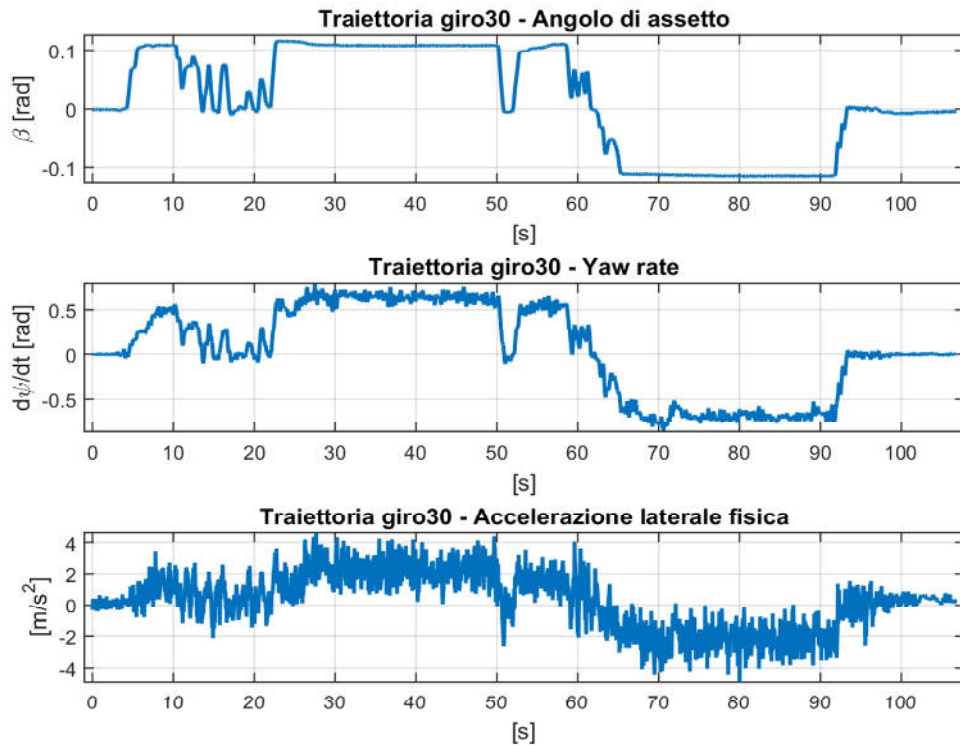 Traiettoria giro30 - Angolo di assetto
β [rad]
0.1
0
-0.1
0 10 20 30 40 50 60 70 80 90 100
[s]
Traiettoria giro30 - Yaw rate
dψ/dt [rad]
0.5
0
-0.5
0 10 20 30 40 50 60 70 80 90 100
[s]
Traiettoria giro30 - Accelerazione laterale fisica
[m/s²]
4
2
0
-2
-4
0 10 20 30 40 50 60 70 80 90 100
[s]